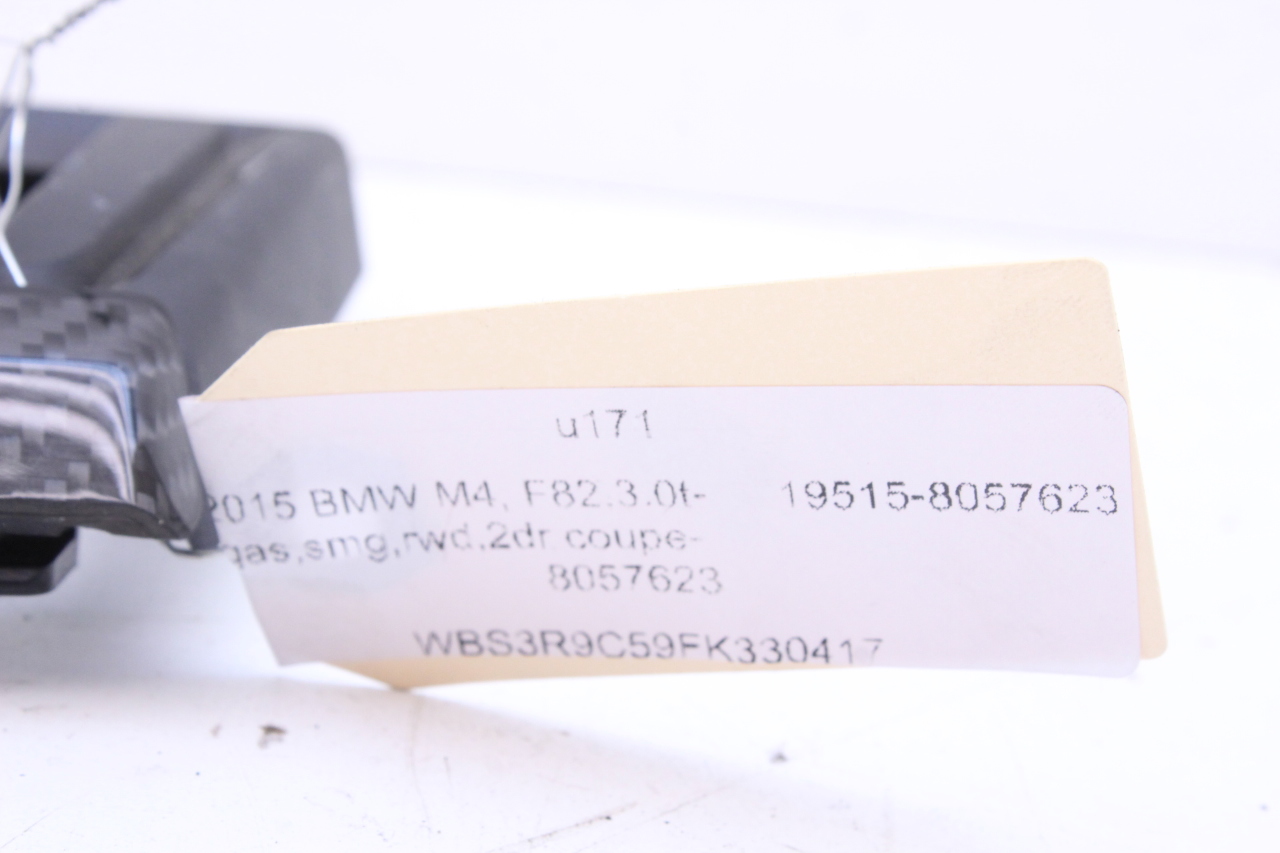 u171
2015 BMW M4, F82.3.0t-
19515-8057623
gas,smg,rwd,2dr coupe-
8057623
WBS3R9C59FK330417